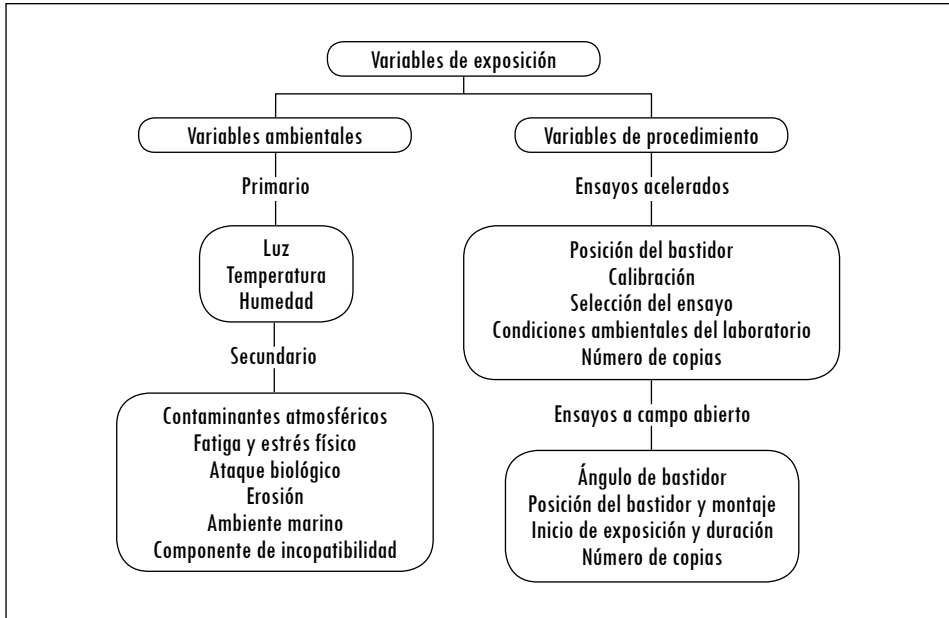 Variables de exposición
Variables ambientales
Primario
Luz
Temperatura
Humedad
Secundario
Contaminantes atmosféricos
Fatiga y estrés físico
Ataque biológico
Erosión
Ambiente marino
Componente de incopatibilidad
Variables de procedimiento
Ensayos acelerados
Posición del bastidor
Calibración
Selección del ensayo
Condiciones ambientales del laboratorio
Número de copias
Ensayos a campo abierto
Ángulo de bastidor
Posición del bastidor y montaje
Inicio de exposición y duración
Número de copias